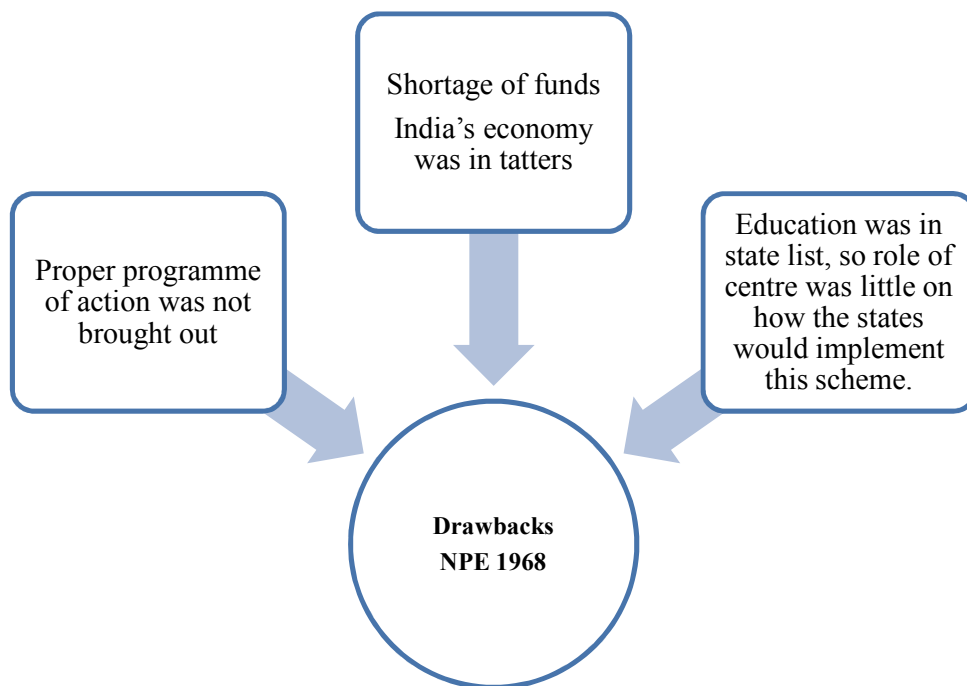 Shortage of funds
India’s economy
was in tatters
Proper programme
of action was not
brought out
Education was in
state list, so role of
centre was little on
how the states
would implement
this scheme.
Drawbacks
NPE 1968